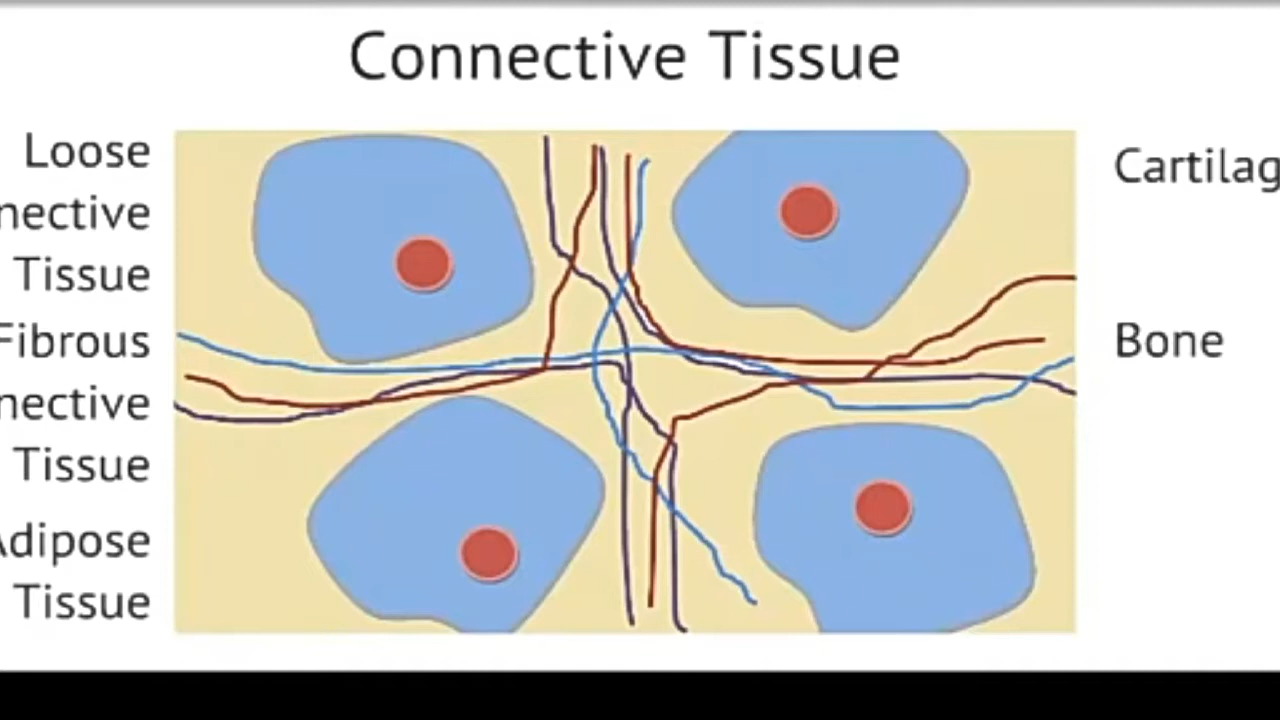 Connective Tissue
Loose
nective
Tissue
Fibrous
nective
Tissue
Adipose
Tissue
Cartilag
Bone